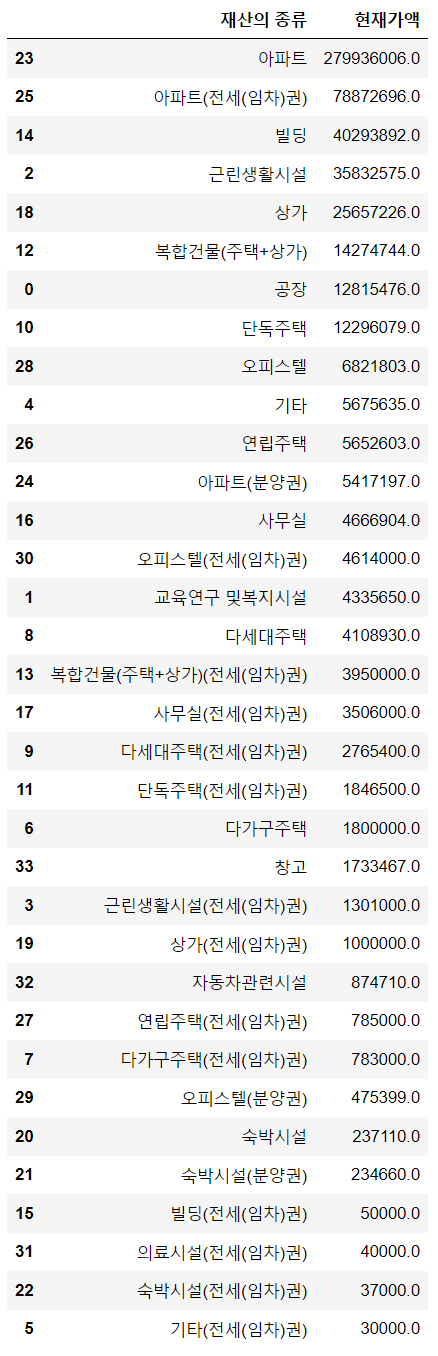 재산의 종류 현재가액
23 아파트 279936006.0
25 아파트(전세(임차)권) 78872696.0
14 빌딩 40293892.0
2 근린생활시설 35832575.0
18 상가 25657226.0
12 복합건물(주택+상가) 14274744.0
0 공장 12815476.0
10 단독주택 12296079.0
28 오피스텔 6821803.0
4 기타 5675635.0
26 연립주택 5652603.0
24 아파트(분양권) 5417197.0
16 사무실 4666904.0
30 오피스텔(전세(임차)권) 4614000.0
1 교육연구 및복지시설 4335650.0
8 다세대주택 4108930.0
13 복합건물(주택+상가)(전세(임차)권) 3950000.0
17 사무실(전세(임차)권) 3506000.0
9 다세대주택(전세(임차)권) 2765400.0
11 단독주택(전세(임차)권) 1846500.0
6 다가구주택 1800000.0
33 창고 1733467.0
3 근린생활시설(전세(임차)권) 1301000.0
19 상가(전세(임차)권) 1000000.0
32 자동차관련시설 874710.0
27 연립주택(전세(임차)권) 785000.0
7 다가구주택(전세(임차)권) 783000.0
29 오피스텔(분양권) 475399.0
20 숙박시설 237110.0
21 숙박시설(분양권) 234660.0
15 빌딩(전세(임차)권) 50000.0
31 의료시설(전세(임차)권) 40000.0
22 숙박시설(전세(임차)권) 37000.0
5 기타(전세(임차)권) 30000.0